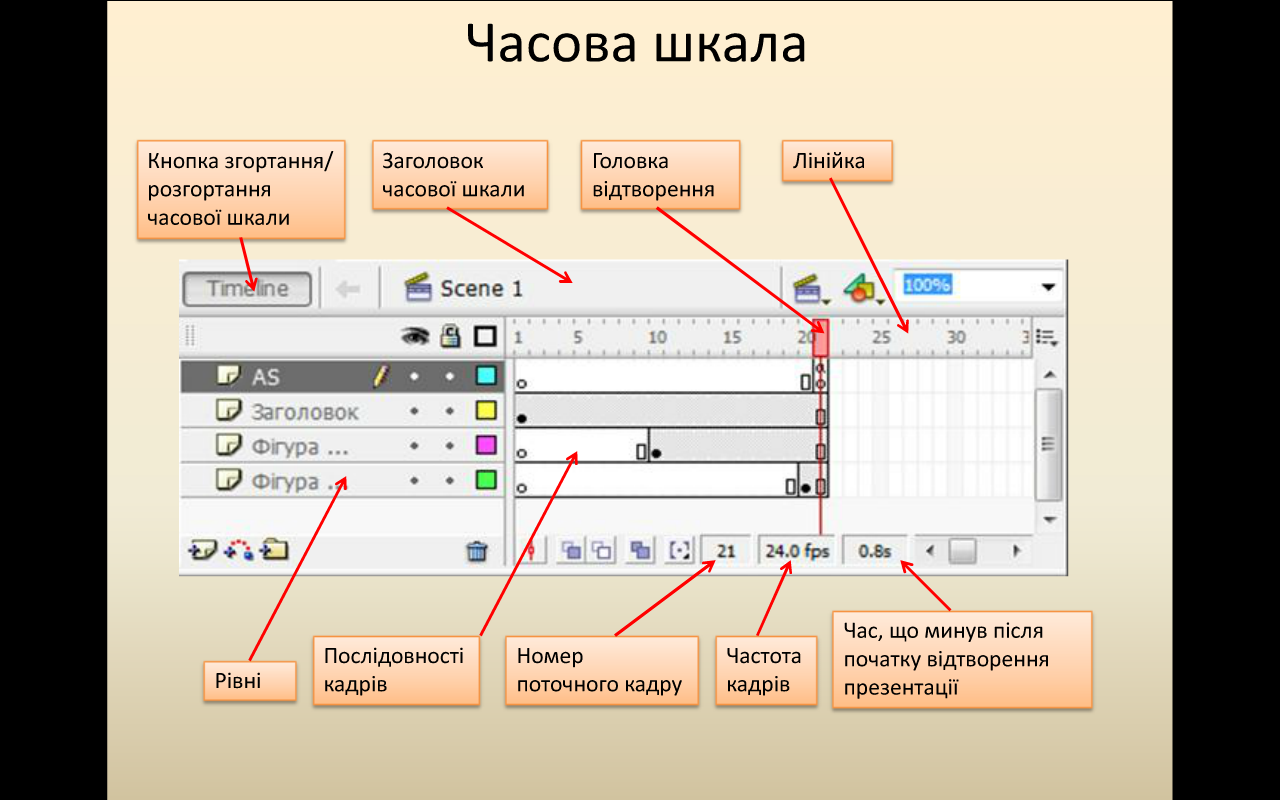 Часова шкала
Кнопка згортання/
розгортання
часової шкали
Заголовок
часової шкали
Головка
відтворення
Лінійка
Timeline
Scene 1
100%
1 5 10 15 20 25 30 3
AS
Заголовок
Фігура ...
Фігура ...
21 24.0 fps 0.8s
Рівні
Послідовності
кадрів
Номер
поточного кадру
Частота
кадрів
Час, що минув після
початку відтворення
презентації